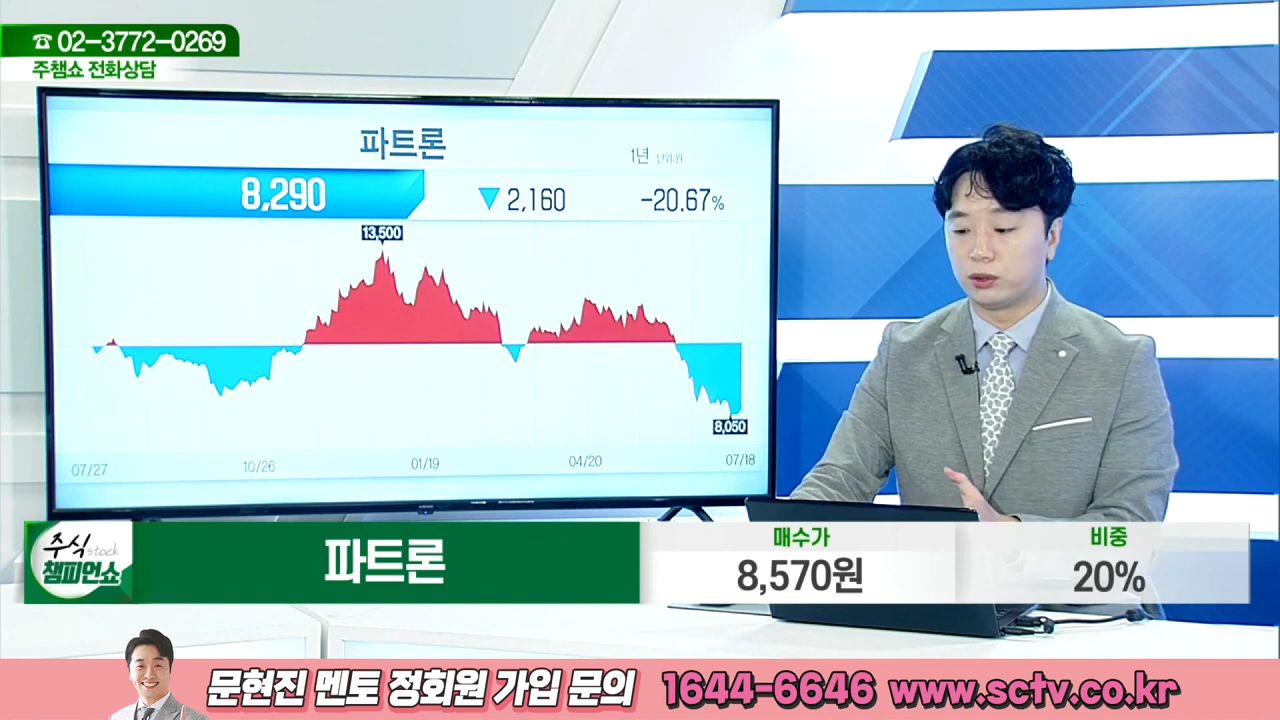 ☎ 02-3772-0269
주챔쇼 전화상담
파트론
1년 단위:원
8,290 ▼ 2,160 -20.67%
13,500
8,050
07/27 10/26 01/19 04/20 07/18
주식 stock
챔피언쇼
파트론
매수가 비중
8,570원 20%
문현진 멘토 정회원 가입 문의 1644-6646 www.sctv.co.kr